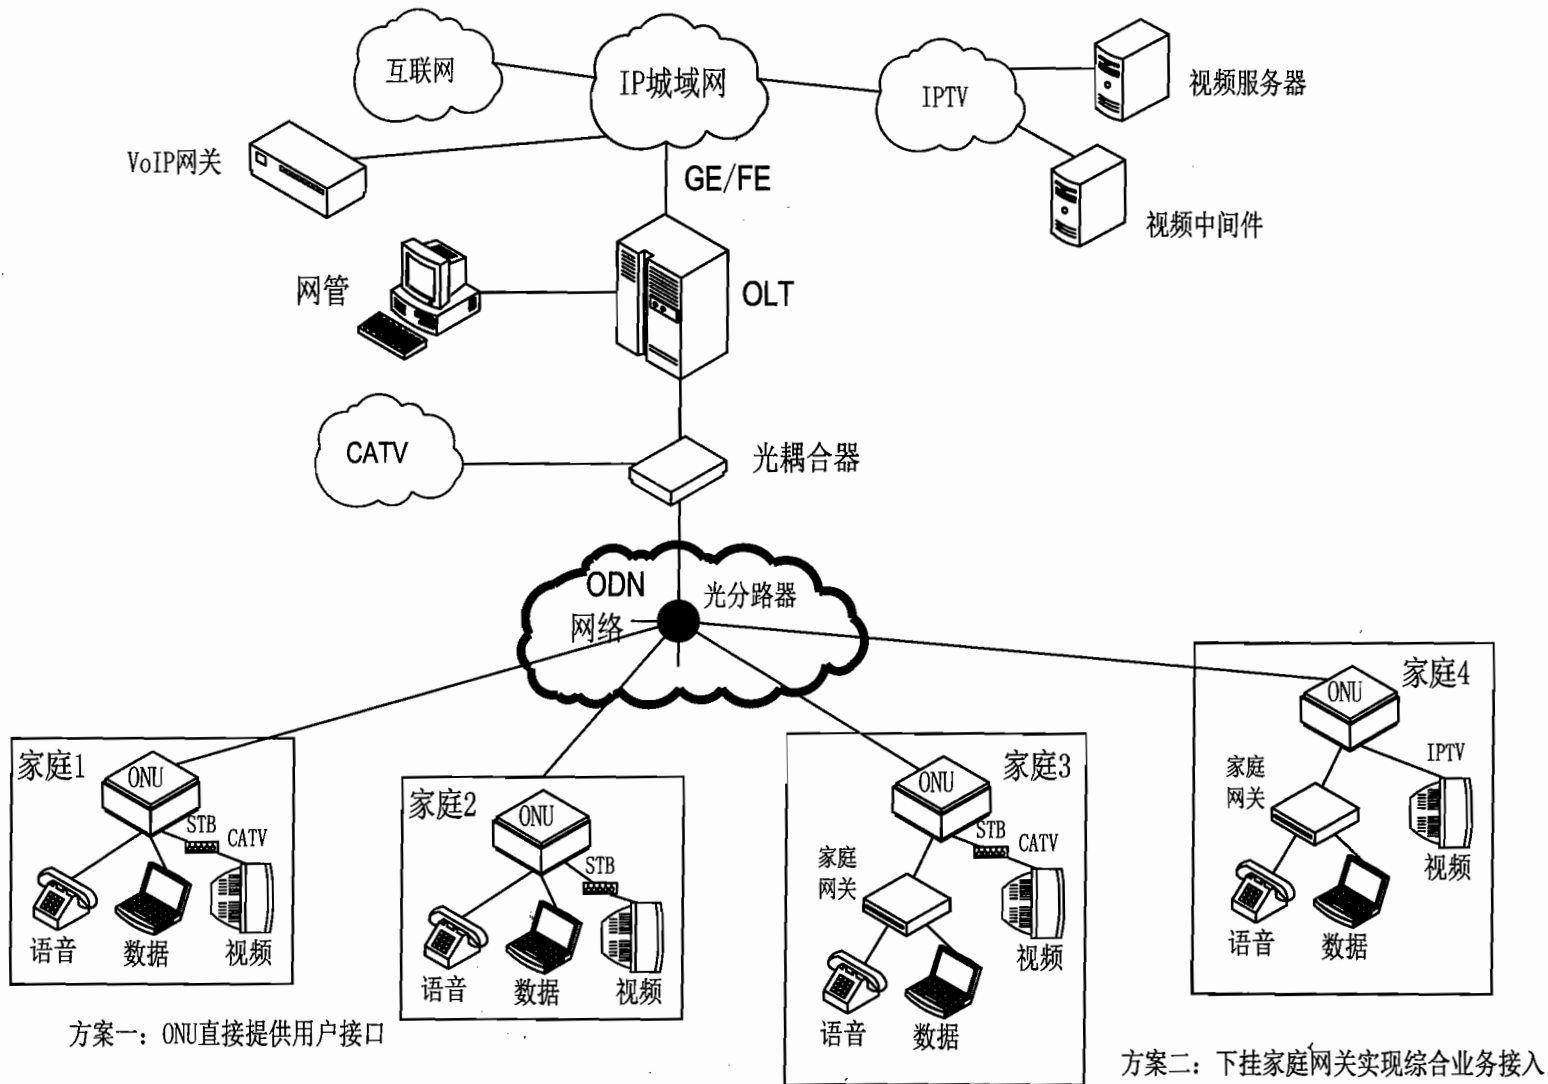 互联网
IP城域网
IPTV
视频服务器
VoIP网关
GE/FE
视频中间件
网管
OLT
CATV
光耦合器
ODN
网络
光分路器
家庭1
ONU
STB
CATV
语音
数据
视频
家庭2
ONU
STB
语音
数据
视频
家庭3
ONU
STB
CATV
家庭
网关
视频
语音
数据
家庭4
ONU
IPTV
家庭
网关
视频
语音
数据
方案一：ONU直接提供用户接口
方案二：下挂家庭网关实现综合业务接入